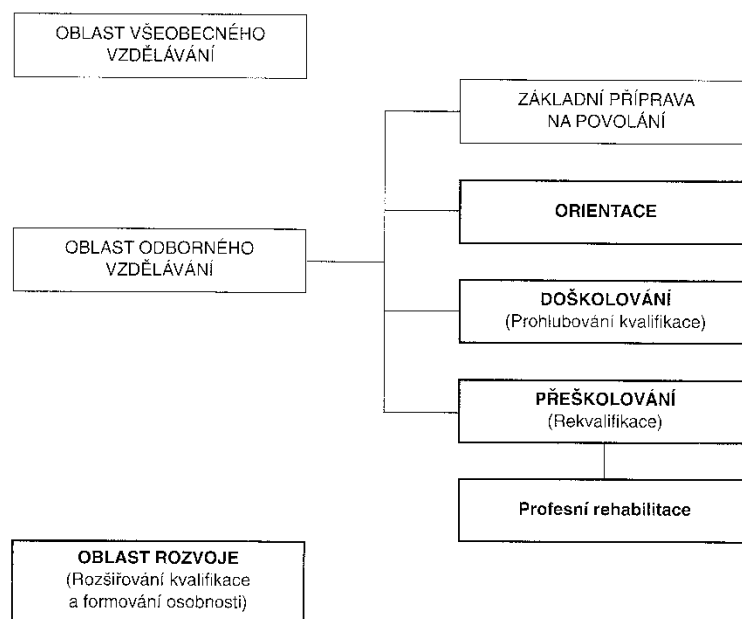 OBLAST VŠEOBECNÉHO
VZDĚLÁVÁNÍ
ZÁKLADNÍ PŘÍPRAVA
NA POVOLÁNÍ
ORIENTACE
OBLAST ODBORNÉHO
VZDĚLÁVÁNÍ
DOŠKOLOVÁNÍ
(Prohlubování kvalifikace)
PŘEŠKOLOVÁNÍ
(Rekvalifikace)
Profesní rehabilitace
OBLAST ROZVOJE
(Rozšiřování kvalifikace
a formování osobnosti)